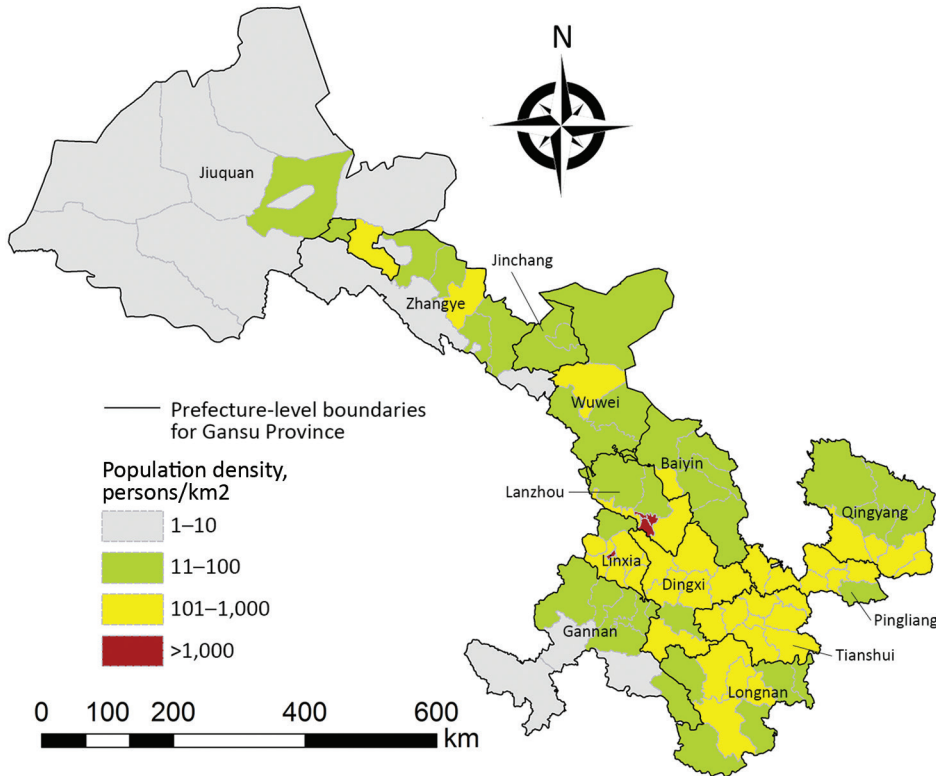 N
Jiuquan
Jinchang
Zhangye
Wuwei
Prefecture-level boundaries
for Gansu Province
Population density,
persons/km2
1–10
11–100
101–1,000
>1,000
Baiyin
Lanzhou
Qingyang
Linxia
Dingxi
Pingliang
Gannan
Tianshui
Longnan
0 100 200 400 600
km